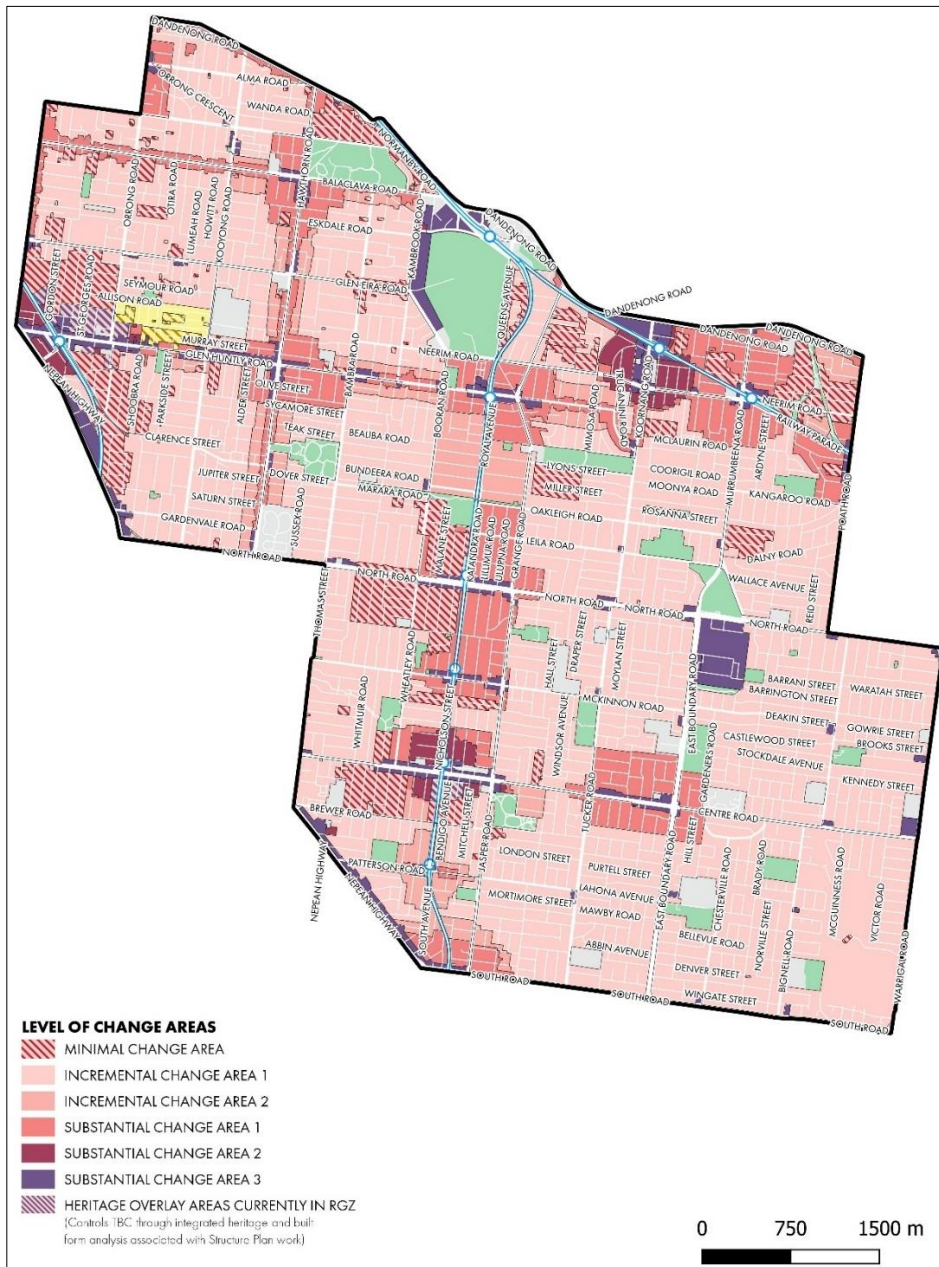 DANDENONG ROAD
ALMA ROAD
ORRONG CRESCENT
WANDA ROAD
HAWTHORN ROAD
NORMANBY ROAD
BALACLAVA ROAD
ORRONG ROAD
OTIRA ROAD
LUMEAH ROAD
HOWITT ROAD
KOOYONG ROAD
ESKDALE ROAD
KAMBROOK ROAD
DANDENONG ROAD
GLEN EIRA ROAD
QUEENS AVENUE
DANDENONG ROAD
GORDON STREET
ST GEORGES ROAD
SEYMOUR ROAD
ALLISON ROAD
MURRAY STREET
GLEN HUNTLY ROAD
NEERIM ROAD
DANDENONG ROAD
DANDENONG ROAD
NEPEAN HIGHWAY
SHOOBRA ROAD
PARKSIDE STREET
ALDER STREET
OLIVE STREET
BAMBRA ROAD
BOORAN ROAD
ROYAL AVENUE
MIMOSA ROAD
TRUGANINI ROAD
KOORNANG ROAD
MURRUMBEENA ROAD
ARDYNE STREET
NEERIM ROAD
RAILWAY PARADE
SYCAMORE STREET
TEAK STREET
BEALIBA ROAD
MCLAURIN ROAD
CLARENCE STREET
LYONS STREET
COORIGIL ROAD
JUPITER STREET
DOVER STREET
BUNDEERA ROAD
MILLER STREET
MOONYA ROAD
KANGAROO ROAD
POATH ROAD
SATURN STREET
MARARA ROAD
OAKLEIGH ROAD
ROSANNA STREET
GARDENVALE ROAD
SUSSEX ROAD
MALANE STREET
KATANDRA ROAD
LILLIMUR ROAD
ULUPNA ROAD
GRANGE ROAD
LEILA ROAD
DALNY ROAD
NORTH ROAD
WALLACE AVENUE
REID STREET
THOMAS STREET
NORTH ROAD
NORTH ROAD
NORTH ROAD
NORTH ROAD
WHEATLEY ROAD
HALL STREET
DRAPER STREET
MOYLAN STREET
EAST BOUNDARY ROAD
BARRANI STREET
WARATAH STREET
BARRINGTON STREET
WHITMUIR ROAD
NICHOLSON STREET
WINDSOR AVENUE
MCKINNON ROAD
DEAKIN STREET
GOWRIE STREET
CASTLEWOOD STREET
BROOKS STREET
STOCKDALE AVENUE
GARDENERS ROAD
KENNEDY STREET
BREWER ROAD
BENDIGO AVENUE
MITCHELL STREET
JASPER ROAD
TUCKER ROAD
CENTRE ROAD
HILL STREET
NEPEAN HIGHWAY
PATTERSON ROAD
LONDON STREET
PURTELL STREET
EAST BOUNDARY ROAD
CHESTERVILLE ROAD
BRADY ROAD
MCGUINNESS ROAD
VICTOR ROAD
NEPEAN HIGHWAY
SOUTH AVENUE
MORTIMORE STREET
LAHONA AVENUE
MAWBY ROAD
NORVILLE STREET
BIGNELL ROAD
BELLEVUE ROAD
ABBIN AVENUE
DENVER STREET
WARRIGAL ROAD
SOUTH ROAD
SOUTH ROAD
WINGATE STREET
SOUTH ROAD
LEVEL OF CHANGE AREAS
MINIMAL CHANGE AREA
INCREMENTAL CHANGE AREA 1
INCREMENTAL CHANGE AREA 2
SUBSTANTIAL CHANGE AREA 1
SUBSTANTIAL CHANGE AREA 2
SUBSTANTIAL CHANGE AREA 3
HERITAGE OVERLAY AREAS CURRENTLY IN RGZ
(Controls TBC through integrated heritage and built
form analysis associated with Structure Plan work)
0 750 1500 m